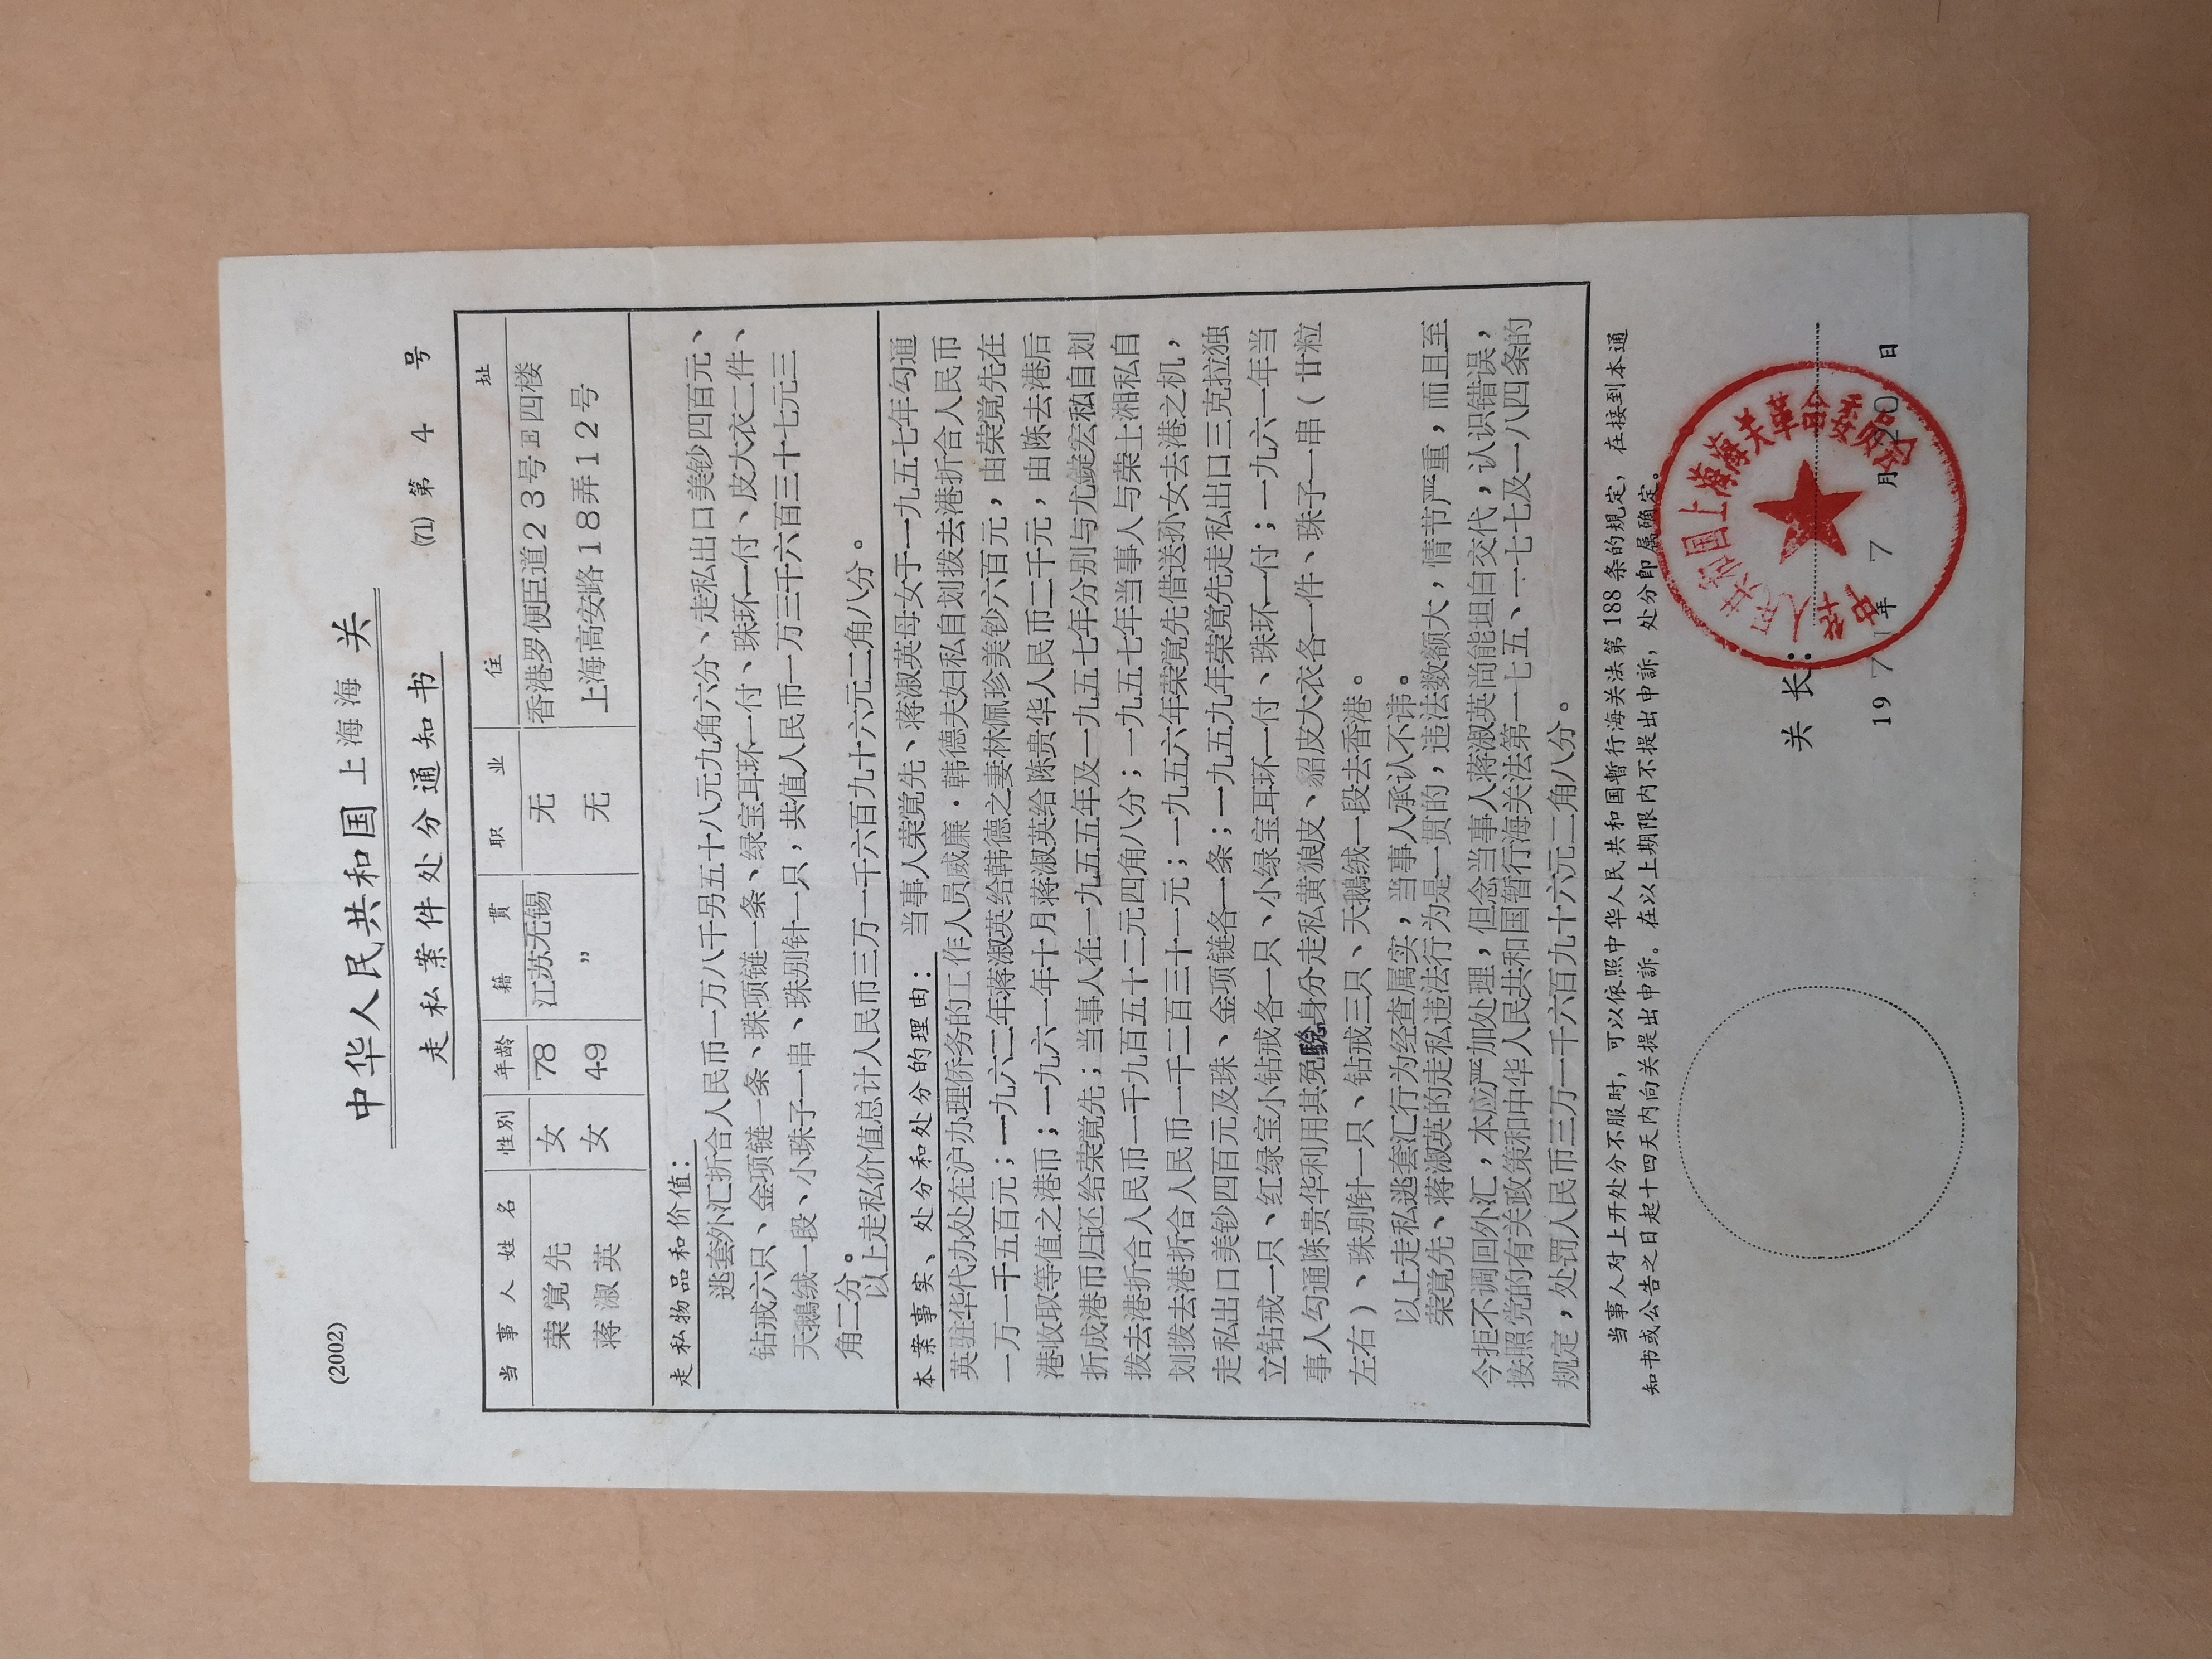 (2002)
中华人民共和国上海海关
走私案件处分通知书
(71) 第 4 号
当事人姓名 性別 年龄 籍贯 职业 住址
荣覚先 女 78 江苏无锡 无 香港罗便臣道23号E四楼
蒋淑英 女 49 〃 无 上海高安路18弄12号
走私物品和价值：
逃套外汇折合人民币一万八千另五十八元九角六分、走私出口美钞四百元、
钻戒六只、金项链一条、珠项链一条、绿宝耳环一付、珠环一付、皮大衣二件、
天鹅绒一段、小珠子一串、珠别针一只，共值人民币一万三千六百三十七元三
角二分。
以上走私价值总计人民币三万一千六百九十六元二角八分。
本案事实、处分和处分的理由： 当事人荣覚先、蒋淑英母女于一九五七年勾通
英驻华代办处在沪办理侨务的工作人员威廉·韩德夫妇私自划拨去港折合人民币
一万一千五百元；一九六二年蒋淑英给韩德之妻林佩珍美钞六百元，由荣覚先在
港收取等值之港币；一九六一年十月蒋淑英给陈贵华人民币二千元，由陈去港后
折成港币归还给荣覚先；当事人在一九五五年及一九五七年分别与尤蓯宏私自划
拨去港折合人民币一千九百五十二元四角八分；一九五七年当事人与荣士湘私自
划拨去港折合人民币一千二百三十一元；一九五六年荣覚先借送孙女去港之机，
走私出口美钞四百元及珠、金项链各一条；一九五九年荣覚先走私出口三克拉独
立钻戒一只、红绿宝小钻戒各一只、小绿宝耳环一付、珠环一付；一九六一年当
事人勾通陈贵华利用其免驗身分走私黄狼皮、貂皮大衣各一件、珠子一串（廿粒
左右）、珠别针一只、钻戒三只、天鹅绒一段去香港。
以上走私逃套汇行为经查属实，当事人承认不讳。
荣覚先、蒋淑英的走私违法行为是一贯的，违法数额大，情节严重，而且至
今拒不调回外汇，本应严加处理，但念当事人蒋淑英尚能坦白交代，认识错误，
按照党的有关政策和中华人民共和国暂行海关法第一七五、一七七及一八四条的
规定，处罚人民币三万一千六百九十六元二角八分。
当事人对上开处分不服时，可以依照中华人民共和国暫行海关法第188条的规定，在接到本通
知书或公告之日起十四天内向关提出申訴。在以上期限内不提出申訴，处分卽属确定。
关长：
1971年7月20日